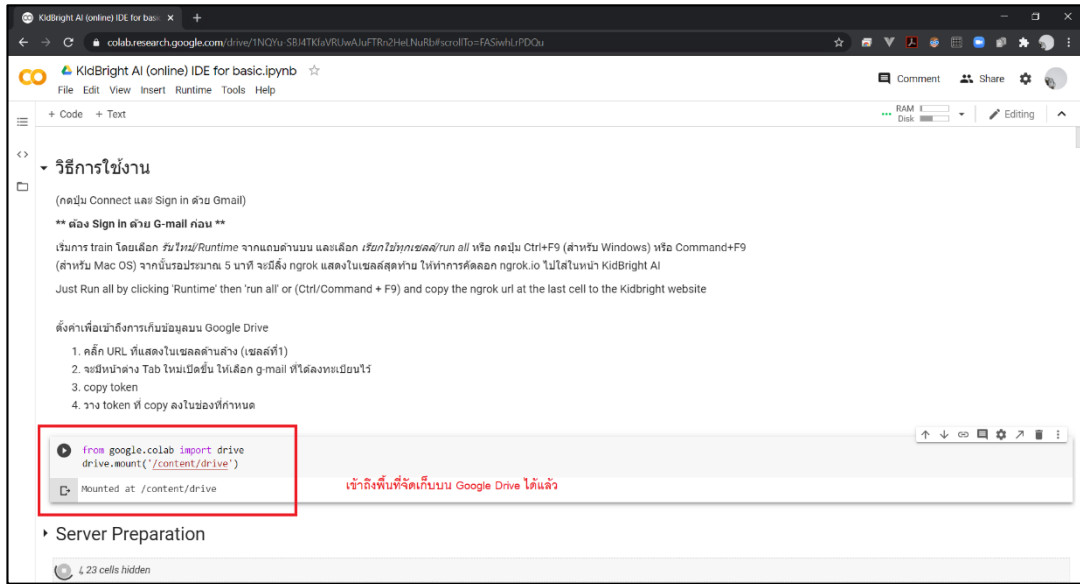 KidBright AI (online) IDE for basic
colab.research.google.com/drive/1NQYu-SBJ4TKfaVRUwAJuFTRn2HeLNuRb#scrollTo=FASiwhLrPDQu
KidBright AI (online) IDE for basic.ipynb
Comment Share
File Edit View Insert Runtime Tools Help
+ Code + Text
RAM
Disk
Editing
วิธีการใช้งาน
(กดปุ่ม Connect และ Sign in ด้วย Gmail)
** ต้อง Sign in ด้วย G-mail ก่อน **
เริ่มการ train โดยเลือก รันไทม์/Runtime จากแถบด้านบน และเลือก เรียกใช้ทุกเซลล์/run all หรือ กดปุ่ม Ctrl+F9 (สำหรับ Windows) หรือ Command+F9
(สำหรับ Mac OS) จากนั้นรอประมาณ 5 นาที จะมีลิ้ง ngrok แสดงในเซลล์สุดท้าย ให้ทำการคัดลอก ngrok.io ไปใส่ในหน้า KidBright AI
Just Run all by clicking 'Runtime' then 'run all' or (Ctrl/Command + F9) and copy the ngrok url at the last cell to the Kidbright website
ตั้งค่าเพื่อเข้าถึงการเก็บข้อมูลบน Google Drive
1. คลิ๊ก URL ที่แสดงในเซลลด้านล้าง (เซลล์ที่1)
2. จะมีหน้าต่าง Tab ใหม่เปิดขึ้น ให้เลือก g-mail ที่ได้ลงทะเบียนไว้
3. copy token
4. วาง token ที่ copy ลงในช่องที่กำหนด
from google.colab import drive
drive.mount('/content/drive')
Mounted at /content/drive
เข้าถึงพื้นที่จัดเก็บบน Google Drive ได้แล้ว
Server Preparation
↳ 23 cells hidden